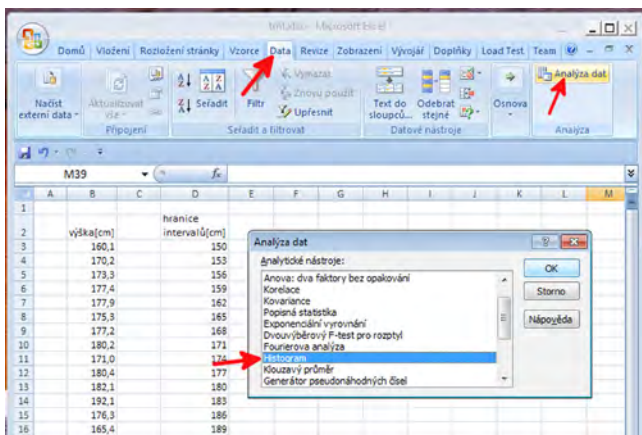 trhliste - Microsoft Excel
Domů Vložení Rozložení stránky Vzorce Data Revize Zobrazení Vývojář Doplňky Load Test Team
Načíst externí data
Aktualizovat vše
Připojení
Seřadit
Filtr
Vymazat
Znovu použít
Upřesnit
Seřadit a filtrovat
Text do sloupců...
Odebrat stejné
Datové nástroje
Osnova
Analýza dat
Analýza
M39 fx
A B C D E F G H I J K L M
1
2 výška[cm] hranice intervalů[cm]
3 160,1 150
4 170,2 153
5 173,3 156
6 177,4 159
7 177,9 162
8 175,3 165
9 177,2 168
10 180,2 171
11 171,0 174
12 180,4 177
13 182,1 180
14 192,1 183
15 176,3 186
16 165,4 189
Analýza dat
Analytické nástroje:
Anova: dva faktory bez opakování
Korelace
Kovariance
Popisná statistika
Exponenciální vyrovnání
Dvouvýběrový F-test pro rozptyl
Fourierova analýza
Histogram
Klouzavý průměr
Generátor pseudonáhodných čísel
OK
Storno
Nápověda